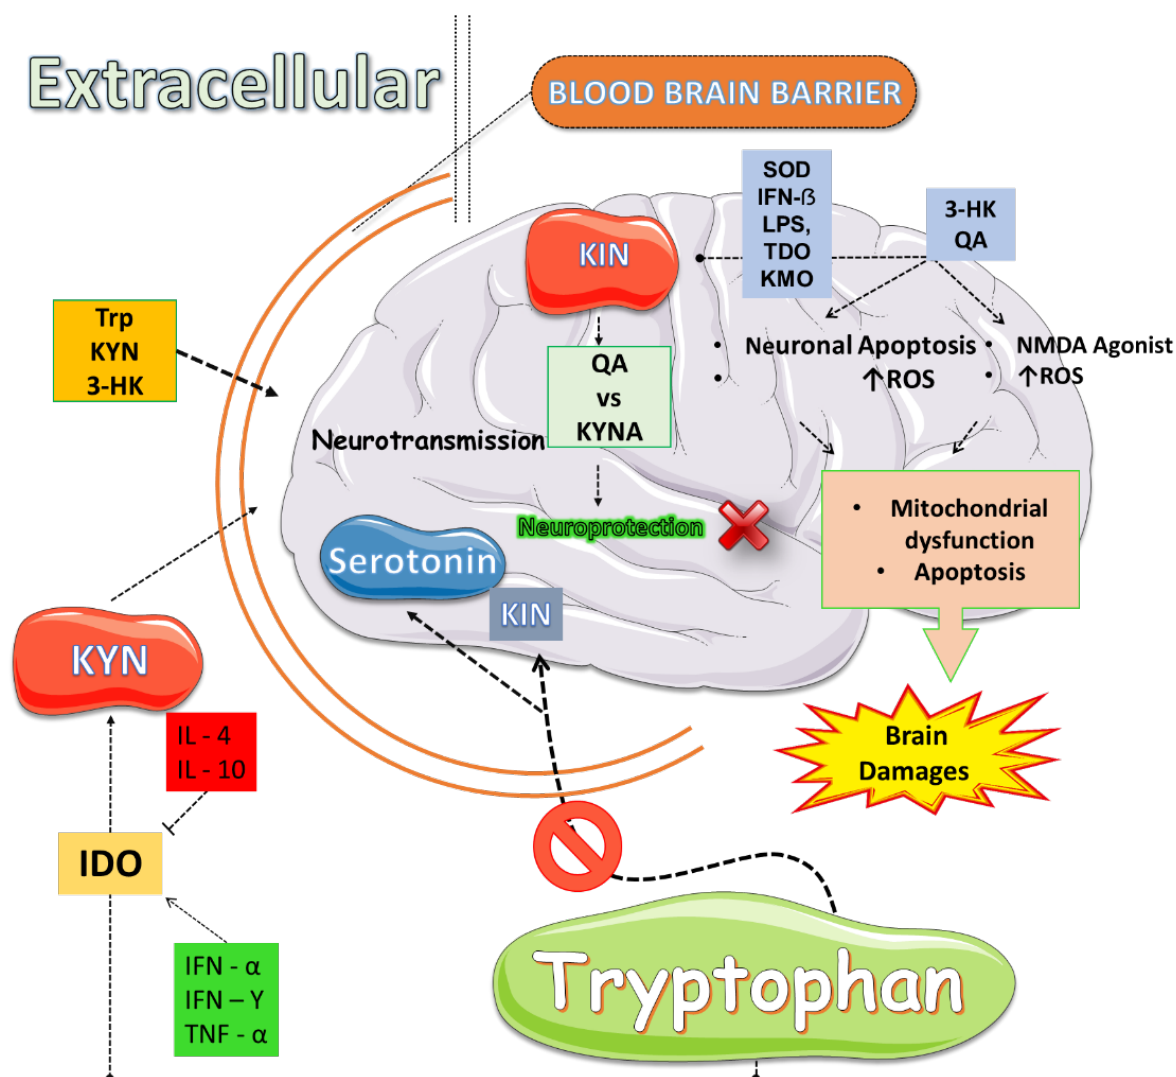 Extracellular
BLOOD BRAIN BARRIER
SOD
IFN-ß
LPS,
TDO
KMO
3-HK
QA
KIN
Trp
KYN
3-HK
QA
vs
KYNA
Neurotransmission
• Neuronal Apoptosis
• ↑ROS
• NMDA Agonist
• ↑ROS
Neuroprotection
• Mitochondrial
dysfunction
• Apoptosis
Serotonin
KIN
KYN
IL - 4
IL - 10
Brain
Damages
IDO
IFN - α
IFN – Y
TNF - α
Tryptophan